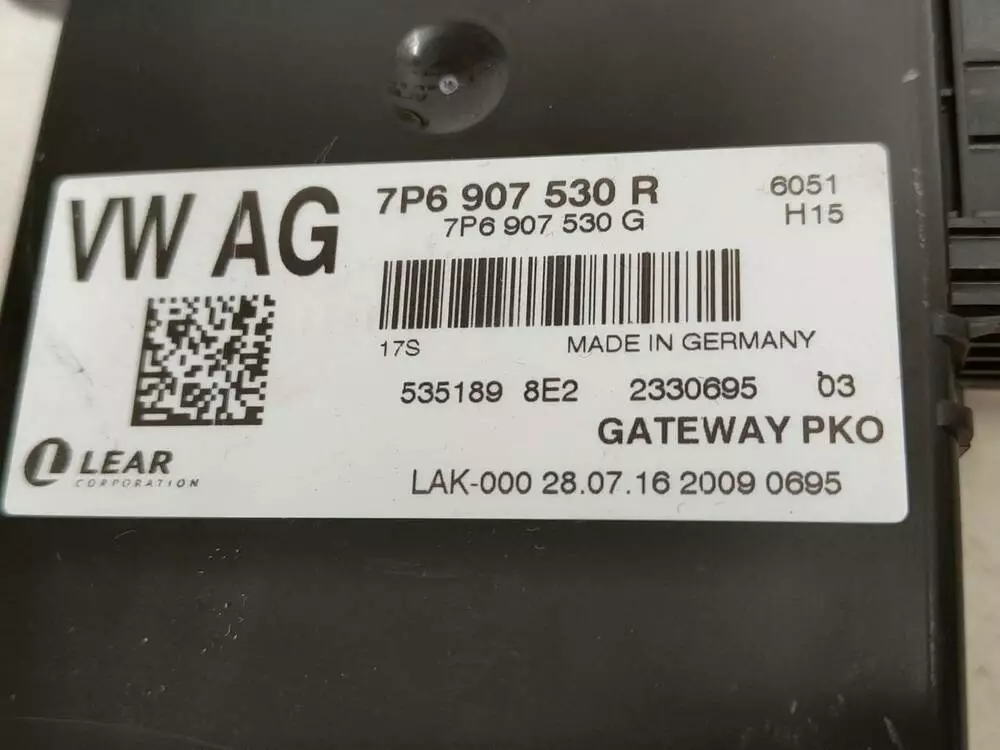 VW AG
7P6 907 530 R
7P6 907 530 G
6051
H15
17S
MADE IN GERMANY
535189 8E2 2330695 03
GATEWAY PKO
LEAR
CORPORATION
LAK-000 28.07.16 2009 0695